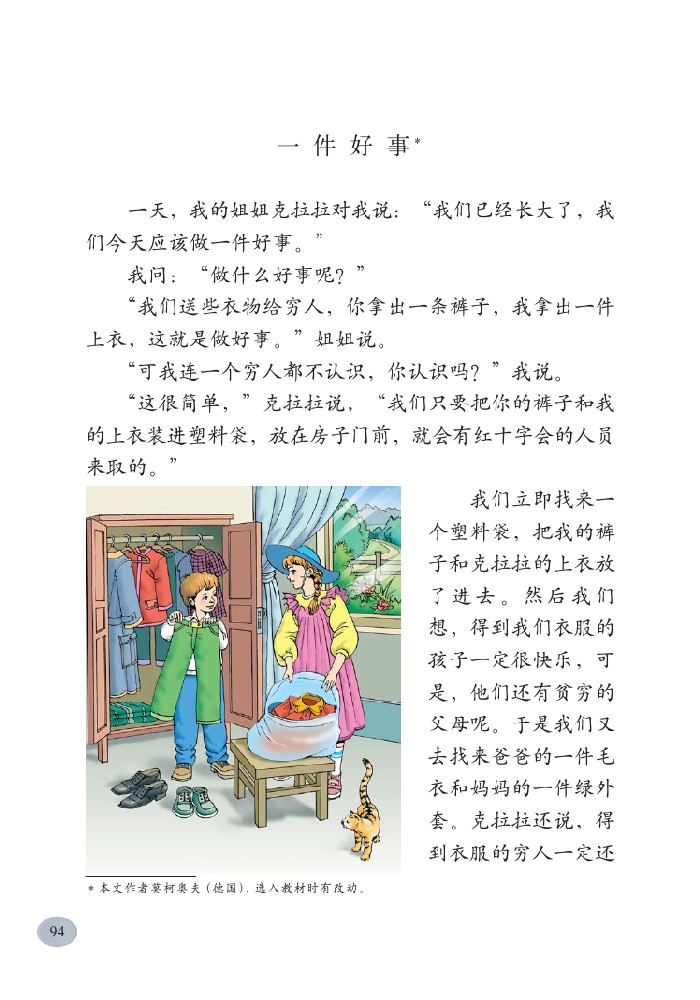 一件好事*
一天，我的姐姐克拉拉对我说：“我们已经长大了，我
们今天应该做一件好事。”
我问：“做什么好事呢？”
“我们送些衣物给穷人，你拿出一条裤子，我拿出一件
上衣，这就是做好事。”姐姐说。
“可我连一个穷人都不认识，你认识吗？”我说。
“这很简单，”克拉拉说，“我们只要把你的裤子和我
的上衣装进塑料袋，放在房子门前，就会有红十字会的人员
来取的。”
我们立即找来一
个塑料袋，把我的裤
子和克拉拉的上衣放
了进去。然后我们
想，得到我们衣服的
孩子一定很快乐，可
是，他们还有贫穷的
父母呢。于是我们又
去找来爸爸的一件毛
衣和妈妈的一件绿外
套。克拉拉还说，得
到衣服的穷人一定还
* 本文作者莫柯奥夫（德国）. 选入教材时有改动。
94